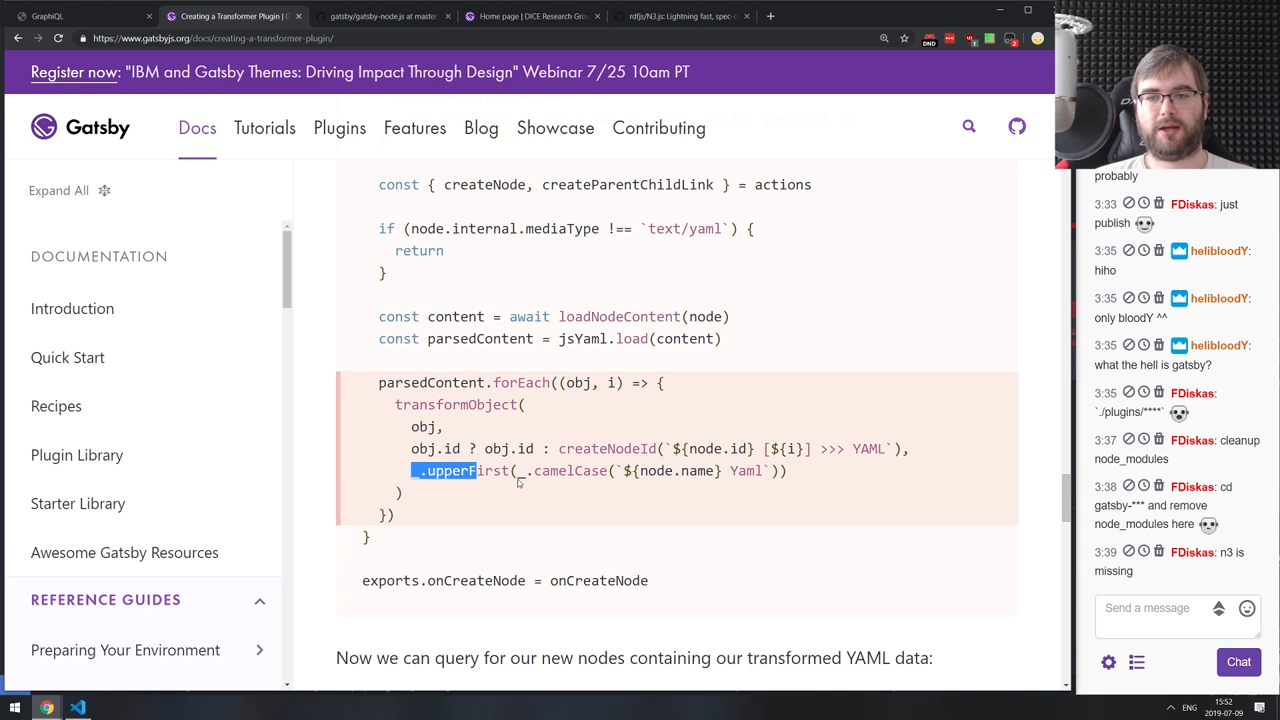 GraphiQL
Creating a Transformer Plugin | G
gatsby/gatsby-node.js at master
Home page | DICE Research Grou
rdfjs/N3.js: Lightning fast, spec-c
https://www.gatsbyjs.org/docs/creating-a-transformer-plugin/
Register now: "IBM and Gatsby Themes: Driving Impact Through Design" Webinar 7/25 10am PT
Gatsby
Docs
Tutorials
Plugins
Features
Blog
Showcase
Contributing
Expand All
DOCUMENTATION
Introduction
Quick Start
Recipes
Plugin Library
Starter Library
Awesome Gatsby Resources
REFERENCE GUIDES
Preparing Your Environment
const { createNode, createParentChildLink } = actions
if (node.internal.mediaType !== `text/yaml`) {
return
}
const content = await loadNodeContent(node)
const parsedContent = jsYaml.load(content)
parsedContent.forEach((obj, i) => {
transformObject(
obj,
obj.id ? obj.id : createNodeId(`${node.id} [${i}] >>> YAML`),
_.upperFirst(_.camelCase(`${node.name} Yaml`))
)
})
}
exports.onCreateNode = onCreateNode
Now we can query for our new nodes containing our transformed YAML data:
probably
3:33 FDiskas: just
publish
3:35 helibloodY:
hiho
3:35 helibloodY:
only bloodY ^^
3:35 helibloodY:
what the hell is gatsby?
3:35 FDiskas:
`./plugins/****`
3:37 FDiskas: cleanup
node_modules
3:38 FDiskas: cd
gatsby-*** and remove
node_modules here
3:39 FDiskas: n3 is
missing
Send a message
Chat
ENG
15:52
2019-07-09